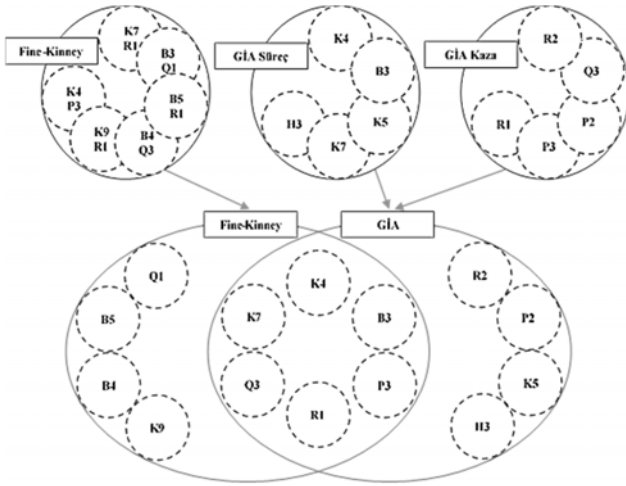 Fine-Kinney
K7
R1
B3
Q1
B5
R1
B4
Q3
K9
R1
K4
P3
GİA Süreç
K4
B3
K5
K7
H3
GİA Kaza
R2
Q3
P2
P3
R1
Fine-Kinney
GİA
Q1
B5
B4
K9
K4
K7
B3
Q3
P3
R1
R2
P2
K5
H3